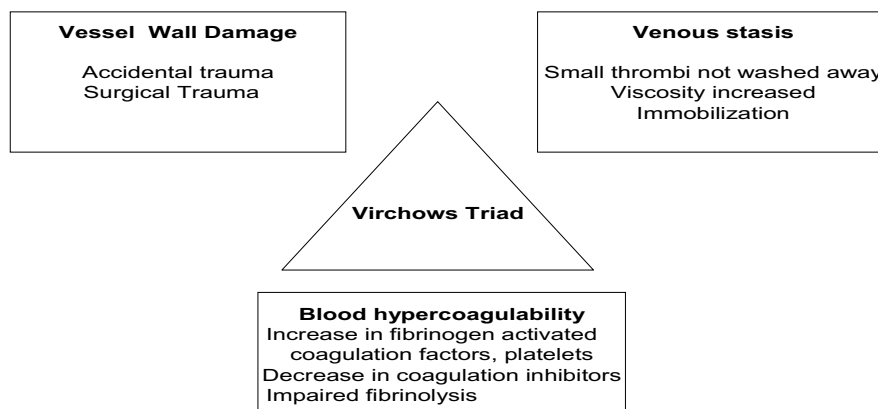 Vessel Wall Damage
Accidental trauma
Surgical Trauma
Venous stasis
Small thrombi not washed away
Viscosity increased
Immobilization
Virchows Triad
Blood hypercoagulability
Increase in fibrinogen activated
coagulation factors, platelets
Decrease in coagulation inhibitors
Impaired fibrinolysis